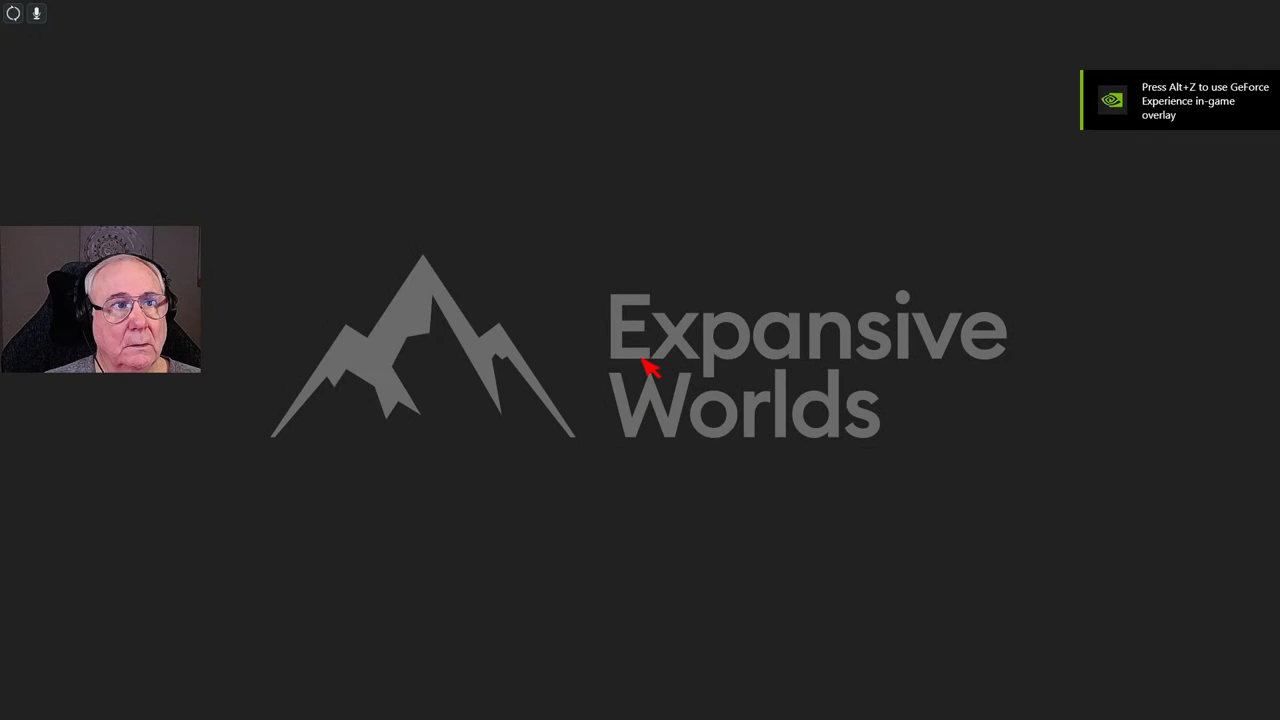 Press Alt+Z to use GeForce
Experience in-game
overlay
Expansive
Worlds